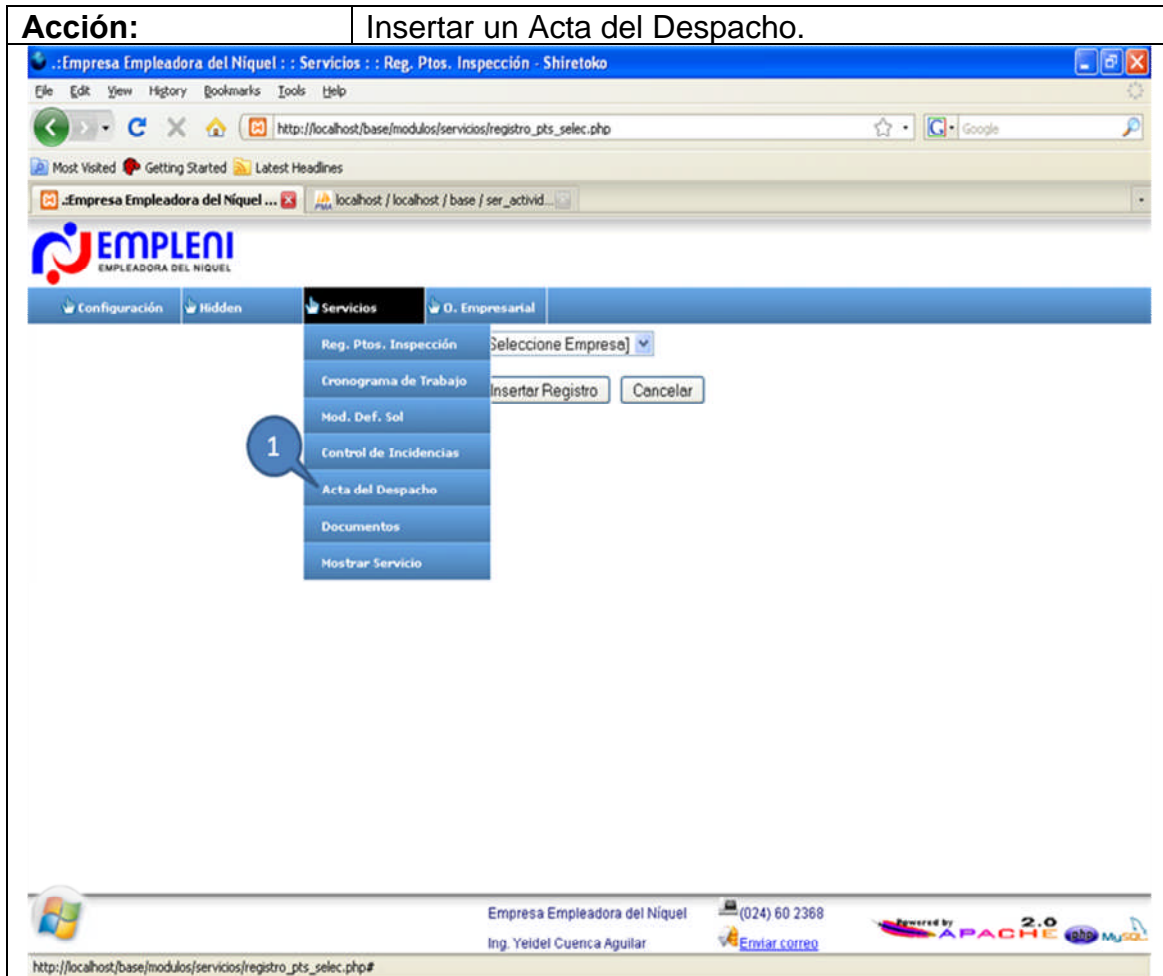 Acción: Insertar un Acta del Despacho.
.:Empresa Empleadora del Níquel : : Servicios : : Reg. Ptos. Inspección - Shiretoko
File Edit View History Bookmarks Tools Help
http://localhost/base/modulos/servicios/registro_pts_selec.php
G Google
Most Visited Getting Started Latest Headlines
.:Empresa Empleadora del Níquel ... localhost / localhost / base / ser_activid...
EMPLENI
EMPLEADORA DEL NIQUEL
Configuración Hidden Servicios O. Empresarial
Reg. Ptos. Inspección
Seleccione Empresa]
Cronograma de Trabajo
Insertar Registro Cancelar
Mod. Def. Sol
1
Control de Incidencias
Acta del Despacho
Documentos
Mostrar Servicio
Empresa Empleadora del Níquel (024) 60 2368
Ing. Yeidel Cuenca Aguilar Enviar correo
Powered by APACHE 2.0 php MySQL
http://localhost/base/modulos/servicios/registro_pts_selec.php#